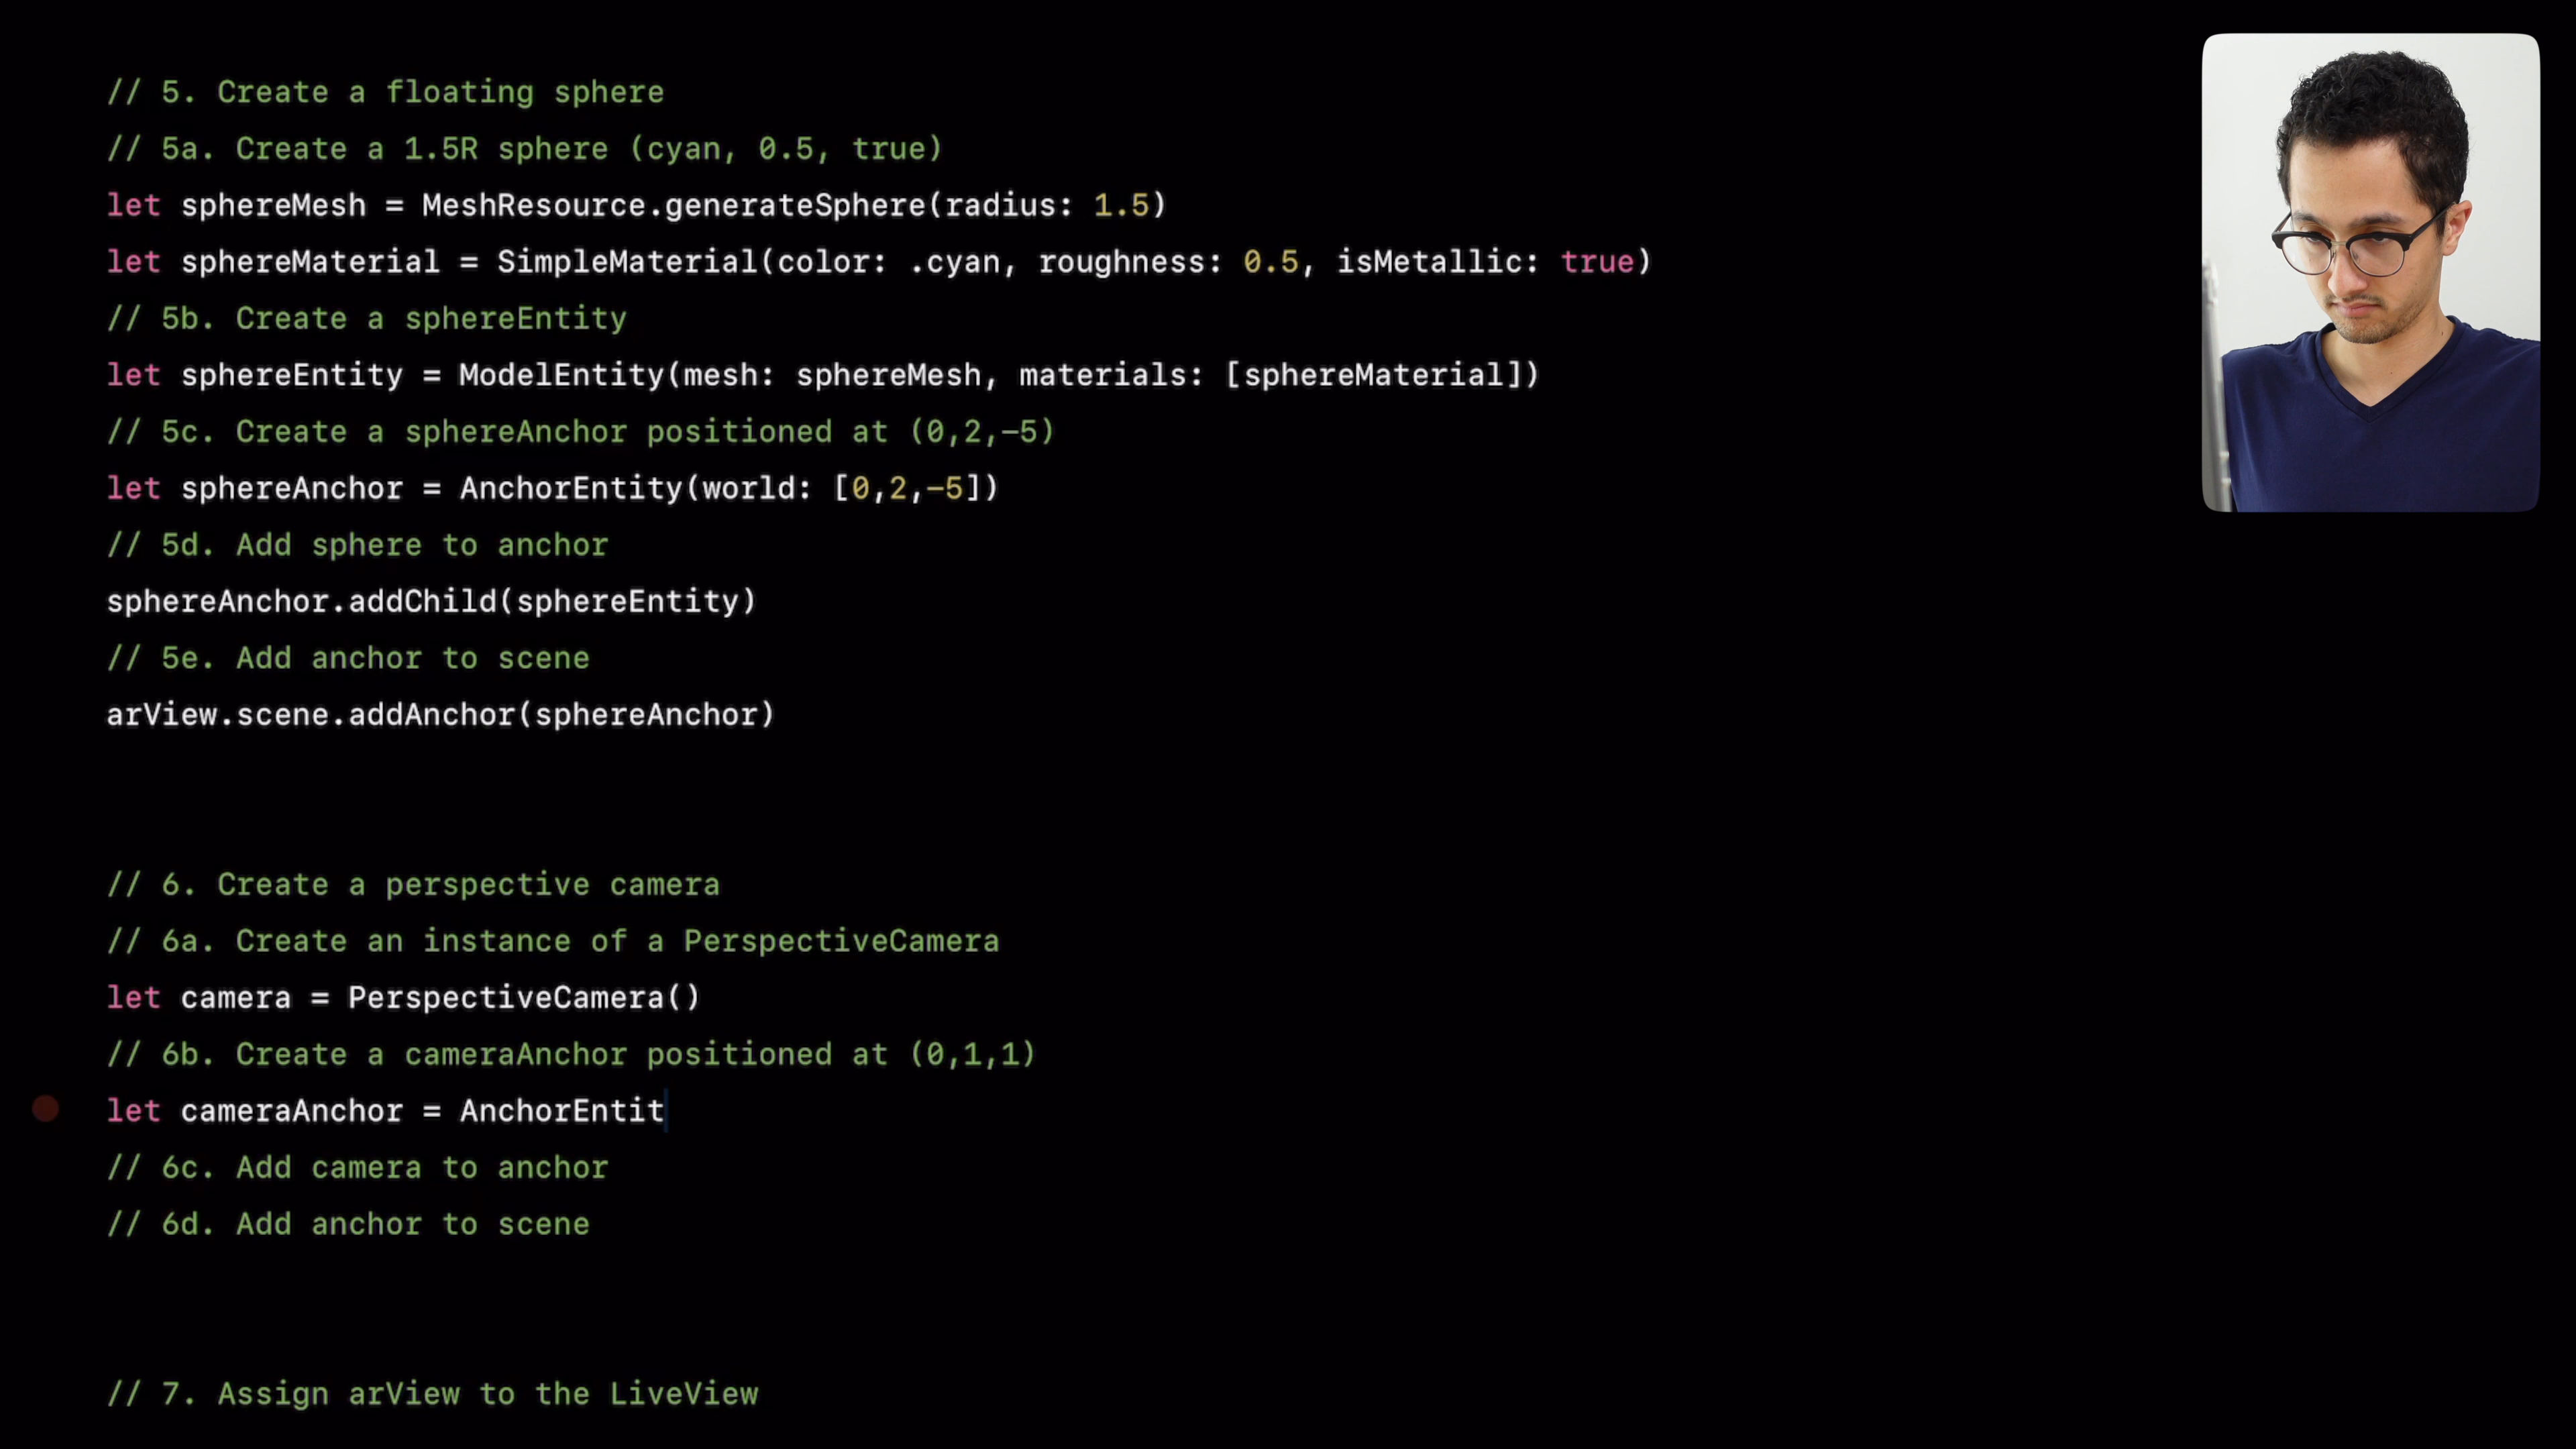 // 5. Create a floating sphere
// 5a. Create a 1.5R sphere (cyan, 0.5, true)
let sphereMesh = MeshResource.generateSphere(radius: 1.5)
let sphereMaterial = SimpleMaterial(color: .cyan, roughness: 0.5, isMetallic: true)
// 5b. Create a sphereEntity
let sphereEntity = ModelEntity(mesh: sphereMesh, materials: [sphereMaterial])
// 5c. Create a sphereAnchor positioned at (0,2,-5)
let sphereAnchor = AnchorEntity(world: [0,2,-5])
// 5d. Add sphere to anchor
sphereAnchor.addChild(sphereEntity)
// 5e. Add anchor to scene
arView.scene.addAnchor(sphereAnchor)
// 6. Create a perspective camera
// 6a. Create an instance of a PerspectiveCamera
let camera = PerspectiveCamera()
// 6b. Create a cameraAnchor positioned at (0,1,1)
let cameraAnchor = AnchorEntit
// 6c. Add camera to anchor
// 6d. Add anchor to scene
// 7. Assign arView to the LiveView